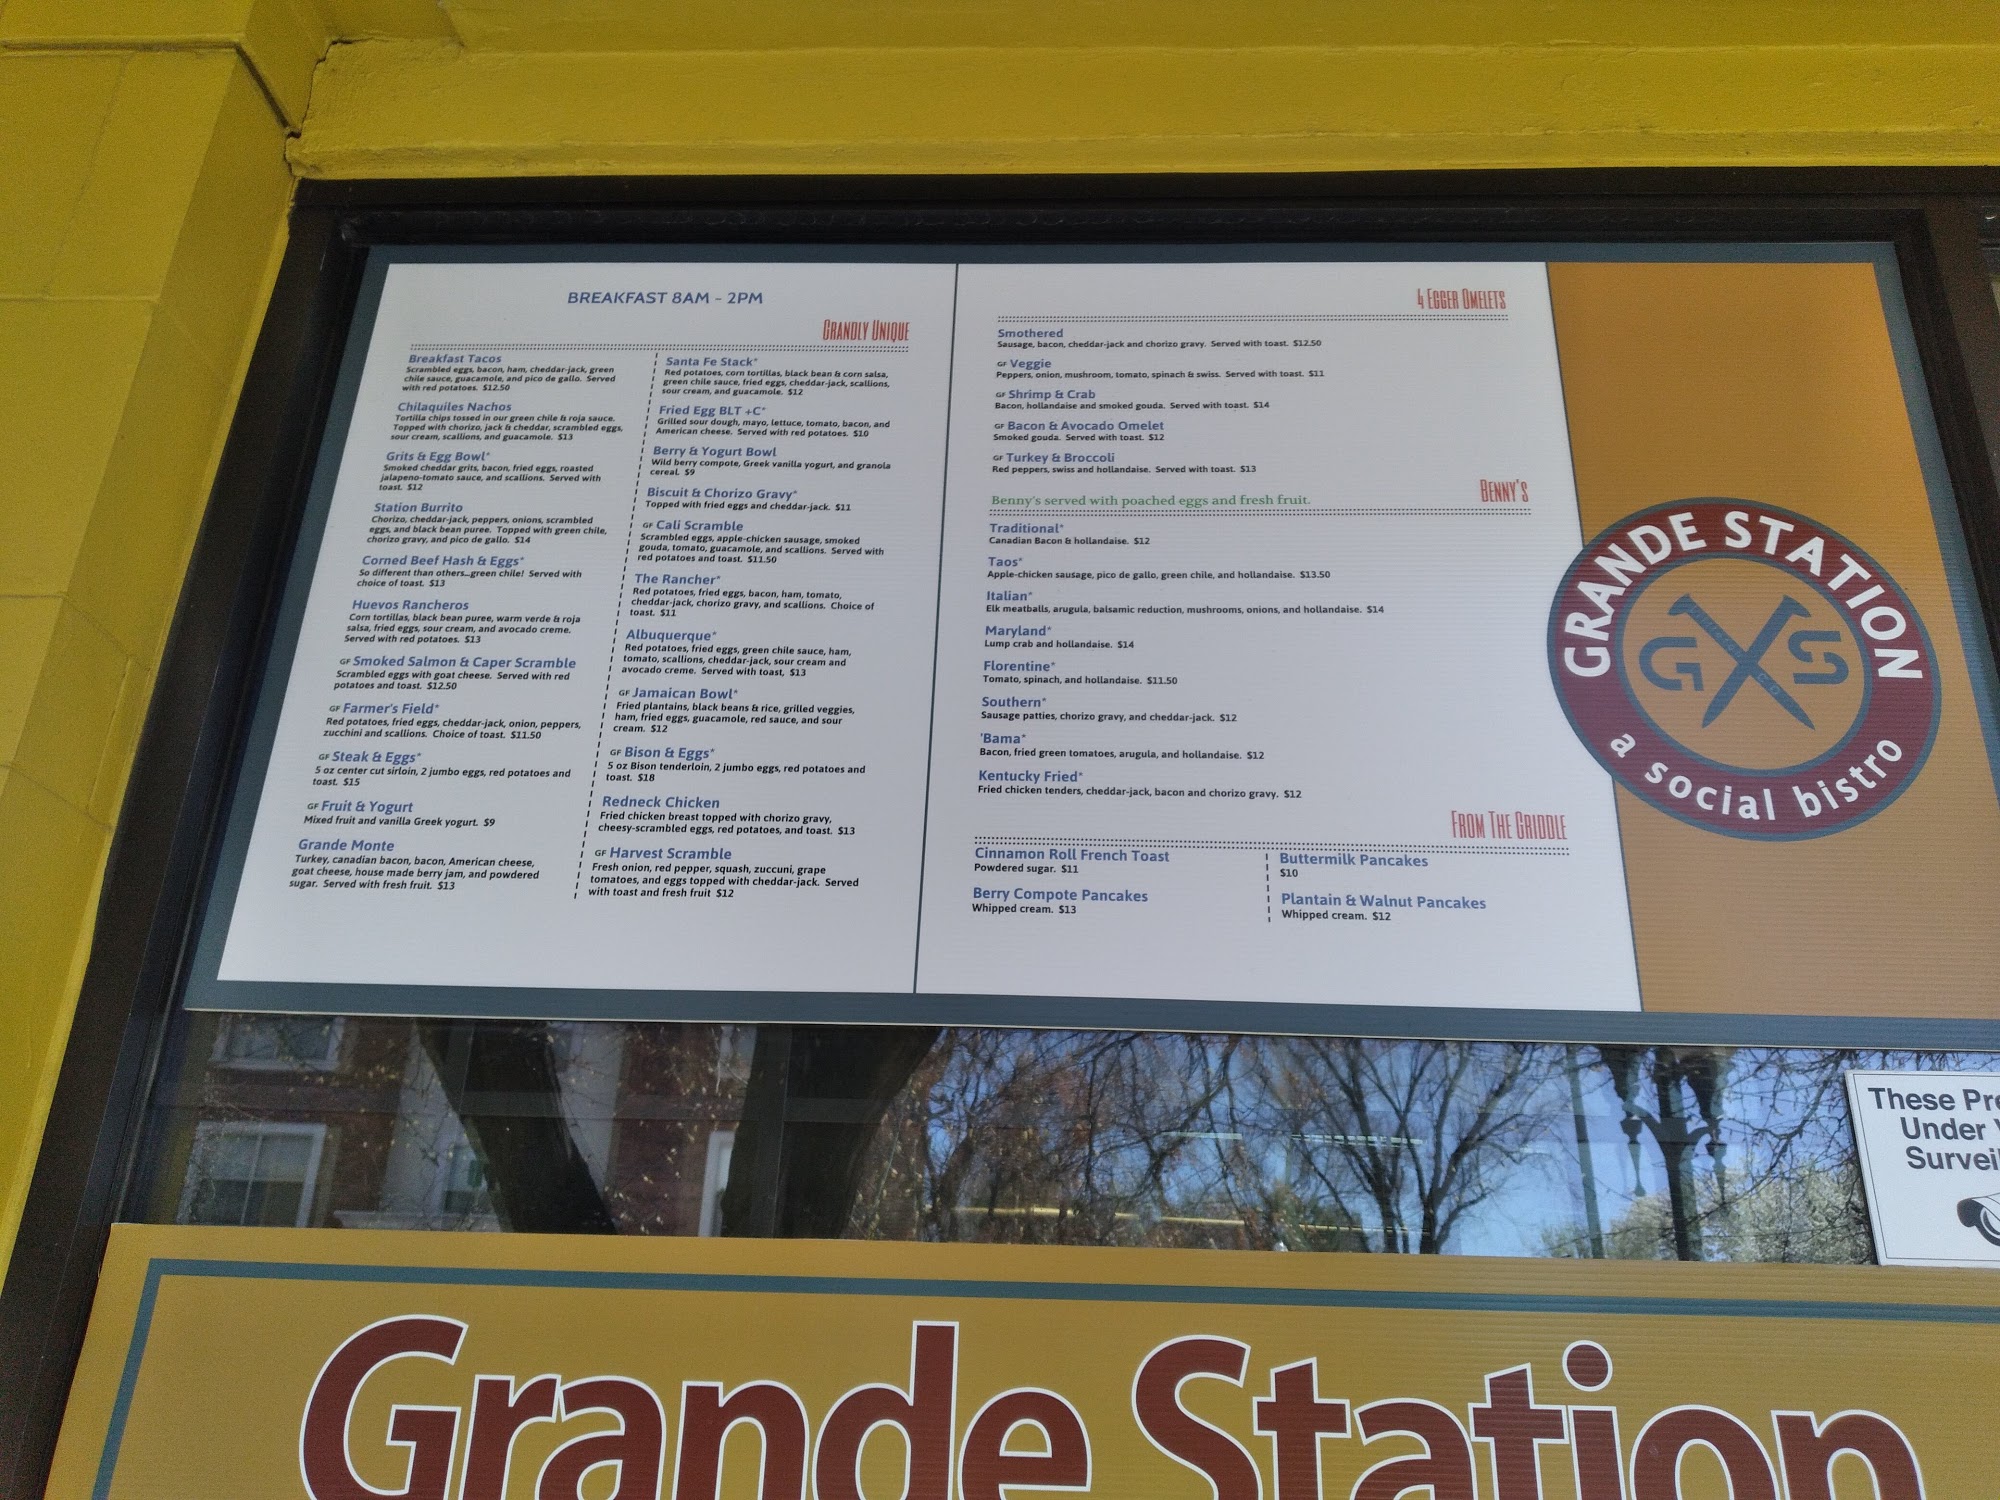 BREAKFAST 8AM - 2PM
GRANDLY UNIQUE
Breakfast Tacos
Scrambled eggs, bacon, ham, cheddar-jack, green
chile sauce, guacamole, and pico de gallo. Served
with red potatoes. $12.50
Chilaquiles Nachos
Tortilla chips tossed in our green chile & roja sauce.
Topped with chorizo, jack & cheddar, scrambled eggs,
sour cream, scallions, and guacamole. $13
Grits & Egg Bowl*
Smoked cheddar grits, bacon, fried eggs, roasted
jalapeno-tomato sauce, and scallions. Served with
toast. $12
Station Burrito
Chorizo, cheddar-jack, peppers, onions, scrambled
eggs, and black bean puree. Topped with green chile,
chorizo gravy, and pico de gallo. $14
Corned Beef Hash & Eggs*
So different than others...green chile! Served with
choice of toast. $13
Huevos Rancheros
Corn tortillas, black bean puree, warm verde & roja
salsa, fried eggs, sour cream, and avocado creme.
Served with red potatoes. $13
GF Smoked Salmon & Caper Scramble
Scrambled eggs with goat cheese. Served with red
potatoes and toast. $12.50
GF Farmer's Field*
Red potatoes, fried eggs, cheddar-jack, onion, peppers,
zucchini and scallions. Choice of toast. $11.50
GF Steak & Eggs*
5 oz center cut sirloin, 2 jumbo eggs, red potatoes and
toast. $15
GF Fruit & Yogurt
Mixed fruit and vanilla Greek yogurt. $9
Grande Monte
Turkey, canadian bacon, bacon, American cheese,
goat cheese, house made berry jam, and powdered
sugar. Served with fresh fruit. $13
Santa Fe Stack*
Red potatoes, corn tortillas, black bean & corn salsa,
green chile sauce, fried eggs, cheddar-jack, scallions,
sour cream, and guacamole. $12
Fried Egg BLT +C*
Grilled sour dough, mayo, lettuce, tomato, bacon, and
American cheese. Served with red potatoes. $10
Berry & Yogurt Bowl
Wild berry compote, Greek vanilla yogurt, and granola
cereal. $9
Biscuit & Chorizo Gravy*
Topped with fried eggs and cheddar-jack. $11
GF Cali Scramble
Scrambled eggs, apple-chicken sausage, smoked
gouda, tomato, guacamole, and scallions. Served with
red potatoes and toast. $11.50
The Rancher*
Red potatoes, fried eggs, bacon, ham, tomato,
cheddar-jack, chorizo gravy, and scallions. Choice of
toast. $11
Albuquerque*
Red potatoes, fried eggs, green chile sauce, ham,
tomato, scallions, cheddar-jack, sour cream and
avocado creme. Served with toast, $13
GF Jamaican Bowl*
Fried plantains, black beans & rice, grilled veggies,
ham, fried eggs, guacamole, red sauce, and sour
cream. $12
GF Bison & Eggs*
5 oz Bison tenderloin, 2 jumbo eggs, red potatoes and
toast. $18
Redneck Chicken
Fried chicken breast topped with chorizo gravy,
cheesy-scrambled eggs, red potatoes, and toast. $13
GF Harvest Scramble
Fresh onion, red pepper, squash, zuccuni, grape
tomatoes, and eggs topped with cheddar-jack. Served
with toast and fresh fruit $12
4 EGGER OMELETS
Smothered
Sausage, bacon, cheddar-jack and chorizo gravy. Served with toast. $12.50
GF Veggie
Peppers, onion, mushroom, tomato, spinach & swiss. Served with toast. $11
GF Shrimp & Crab
Bacon, hollandaise and smoked gouda. Served with toast. $14
GF Bacon & Avocado Omelet
Smoked gouda. Served with toast. $12
GF Turkey & Broccoli
Red peppers, swiss and hollandaise. Served with toast. $13
BENNY'S
Benny's served with poached eggs and fresh fruit.
Traditional*
Canadian Bacon & hollandaise. $12
Taos*
Apple-chicken sausage, pico de gallo, green chile, and hollandaise. $13.50
Italian*
Elk meatballs, arugula, balsamic reduction, mushrooms, onions, and hollandaise. $14
Maryland*
Lump crab and hollandaise. $14
Florentine*
Tomato, spinach, and hollandaise. $11.50
Southern*
Sausage patties, chorizo gravy, and cheddar-jack. $12
'Bama*
Bacon, fried green tomatoes, arugula, and hollandaise. $12
Kentucky Fried*
Fried chicken tenders, cheddar-jack, bacon and chorizo gravy. $12
FROM THE GRIDDLE
Cinnamon Roll French Toast
Powdered sugar. $11
Berry Compote Pancakes
Whipped cream. $13
Buttermilk Pancakes
$10
Plantain & Walnut Pancakes
Whipped cream. $12
GRANDE STATION
G S
a social bistro
These Pre
Under
Survei
Grande Station